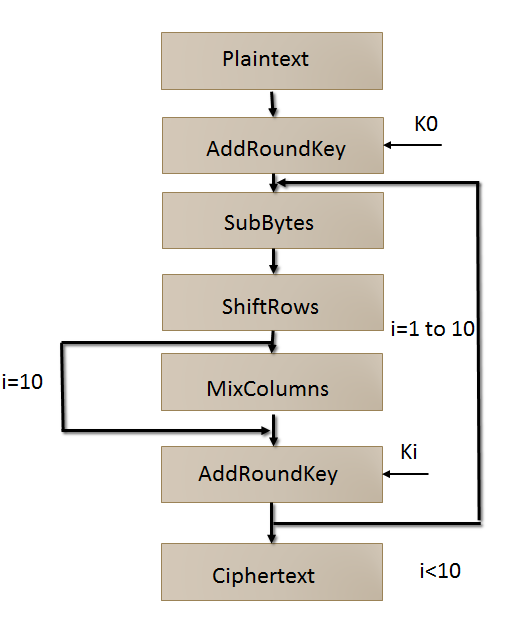 Plaintext
K0
AddRoundKey
SubBytes
ShiftRows
i=1 to 10
i=10
MixColumns
Ki
AddRoundKey
Ciphertext
i<10